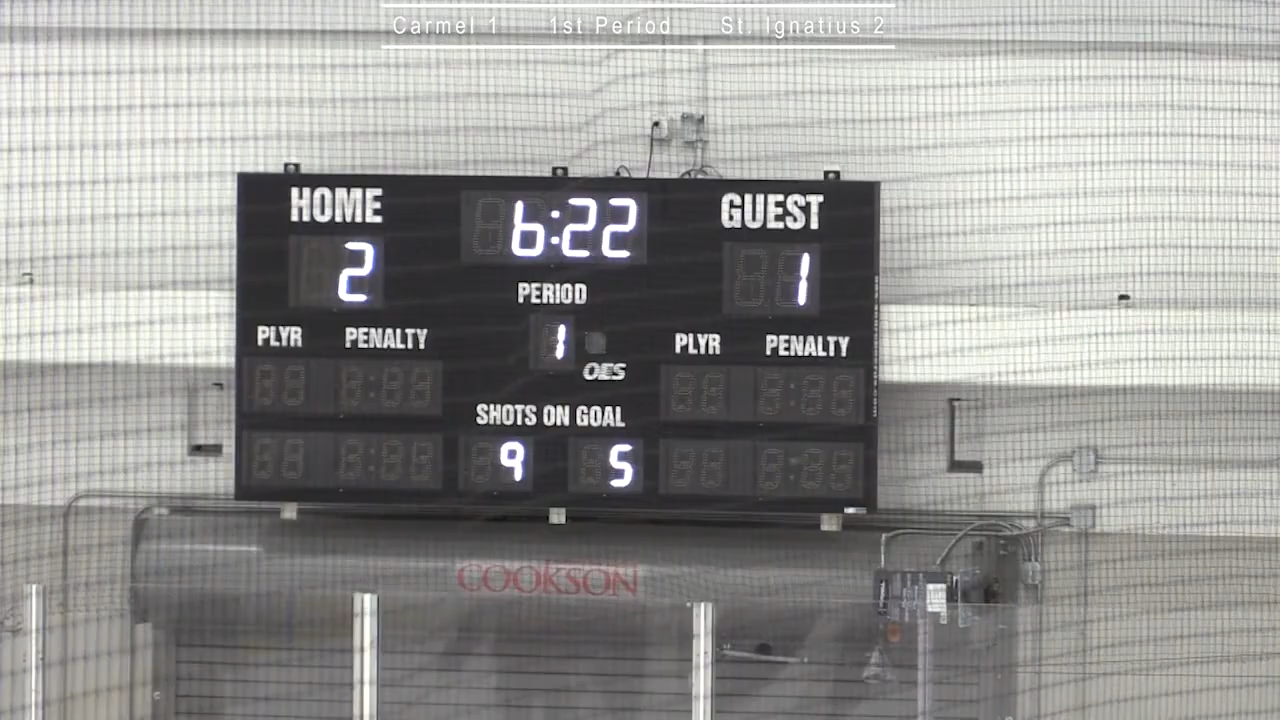 Carmel 1 1st Period St. Ignatius 2
HOME 6:22 GUEST
2 1
PERIOD
1
PLYR PENALTY PLYR PENALTY
OES
SHOTS ON GOAL
9 5
COOKSON